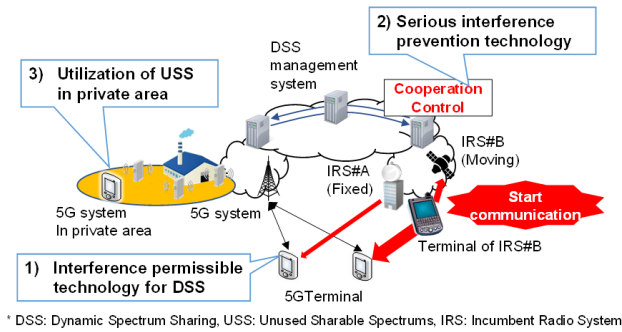 2) Serious interference
prevention technology
DSS
management
system
3) Utilization of USS
in private area
Cooperation
Control
IRS#B
(Moving)
IRS#A
(Fixed)
Start
communication
5G system
In private area
5G system
Terminal of IRS#B
1) Interference permissible
technology for DSS
5GTerminal
* DSS: Dynamic Spectrum Sharing, USS: Unused Sharable Spectrums, IRS: Incumbent Radio System